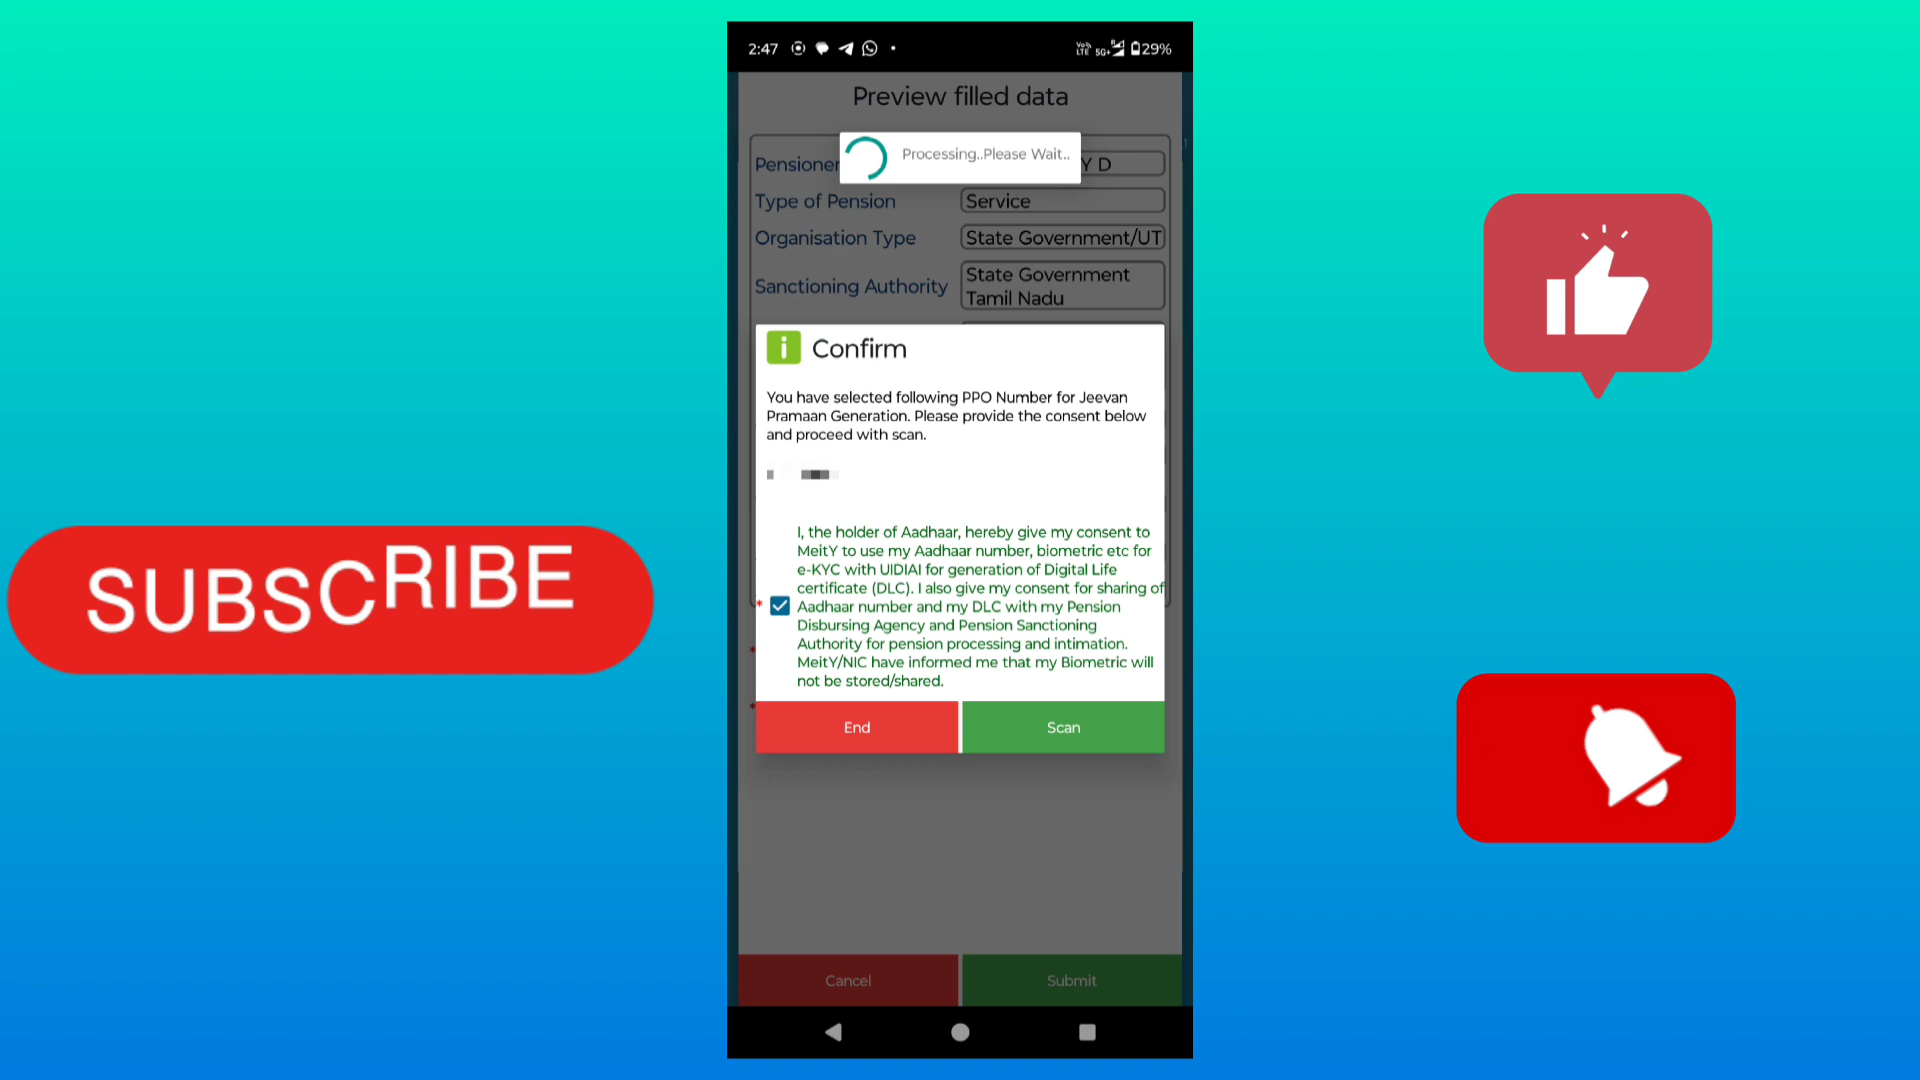 2:47
VoLTE 5G+ R 29%
Preview filled data
Processing..Please Wait..
Pensioner Y D
Type of Pension Service
Organisation Type State Government/UT
Sanctioning Authority State Government
Tamil Nadu
i Confirm
You have selected following PPO Number for Jeevan
Pramaan Generation. Please provide the consent below
and proceed with scan.
I, the holder of Aadhaar, hereby give my consent to
MeitY to use my Aadhaar number, biometric etc for
e-KYC with UIDIAI for generation of Digital Life
certificate (DLC). I also give my consent for sharing of
* Aadhaar number and my DLC with my Pension
Disbursing Agency and Pension Sanctioning
Authority for pension processing and intimation.
MeitY/NIC have informed me that my Biometric will
not be stored/shared.
End Scan
Cancel Submit
SUBSCRIBE